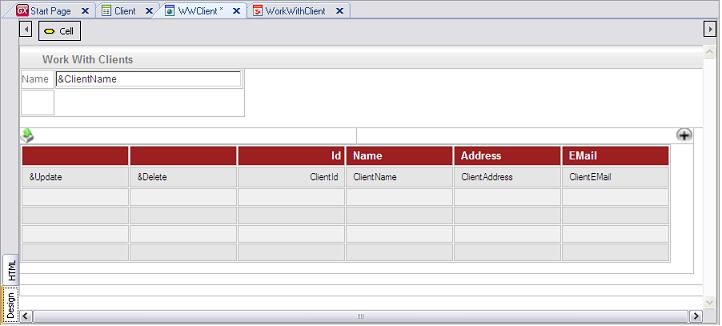 GX Start Page Client WWClient * WorkWithClient
Cell
Work With Clients
Name &ClientName
Id Name Address EMail
&Update &Delete ClientId ClientName ClientAddress ClientEMail
HTML
Design